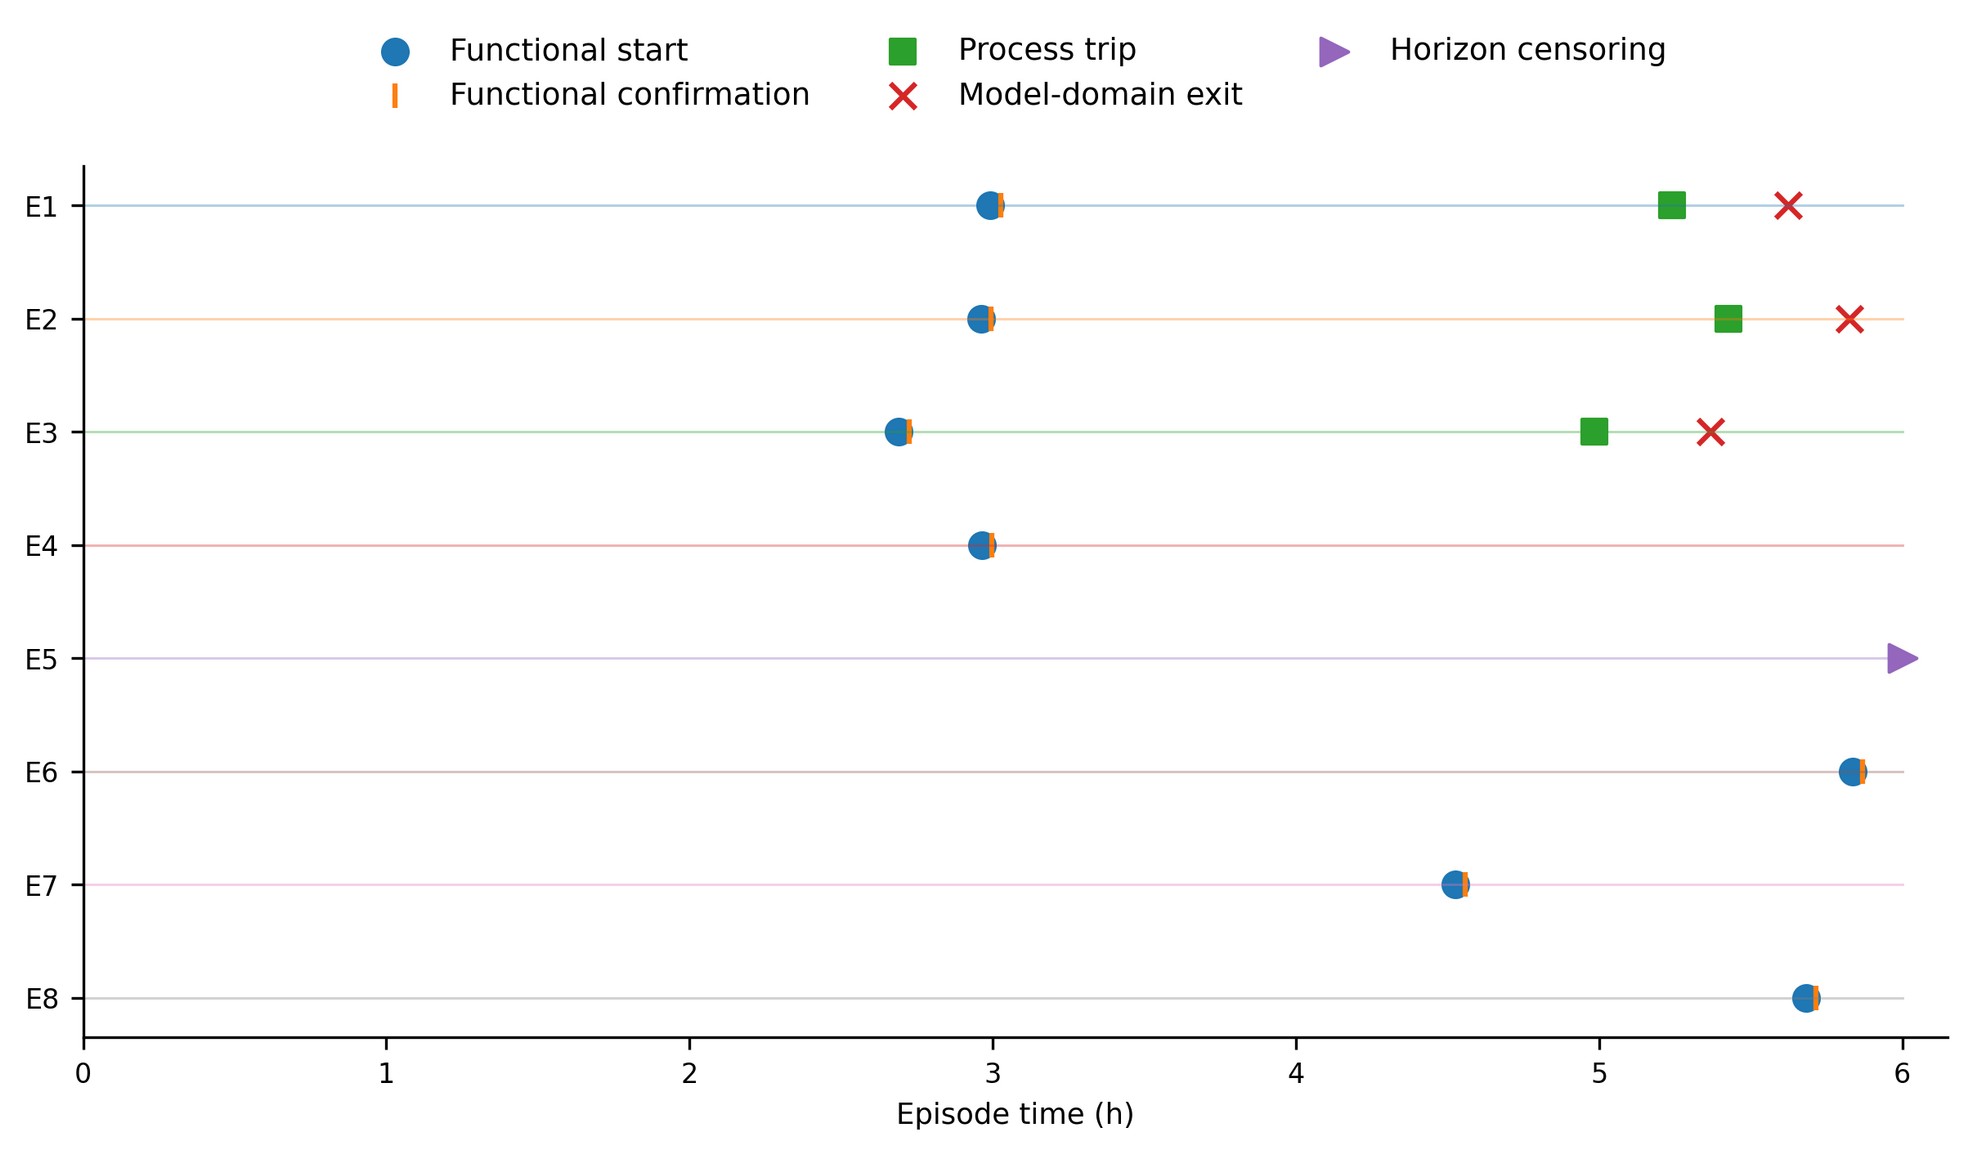 Functional start
Functional confirmation
Process trip
Model-domain exit
Horizon censoring
E1
E2
E3
E4
E5
E6
E7
E8
0 1 2 3 4 5 6
Episode time (h)